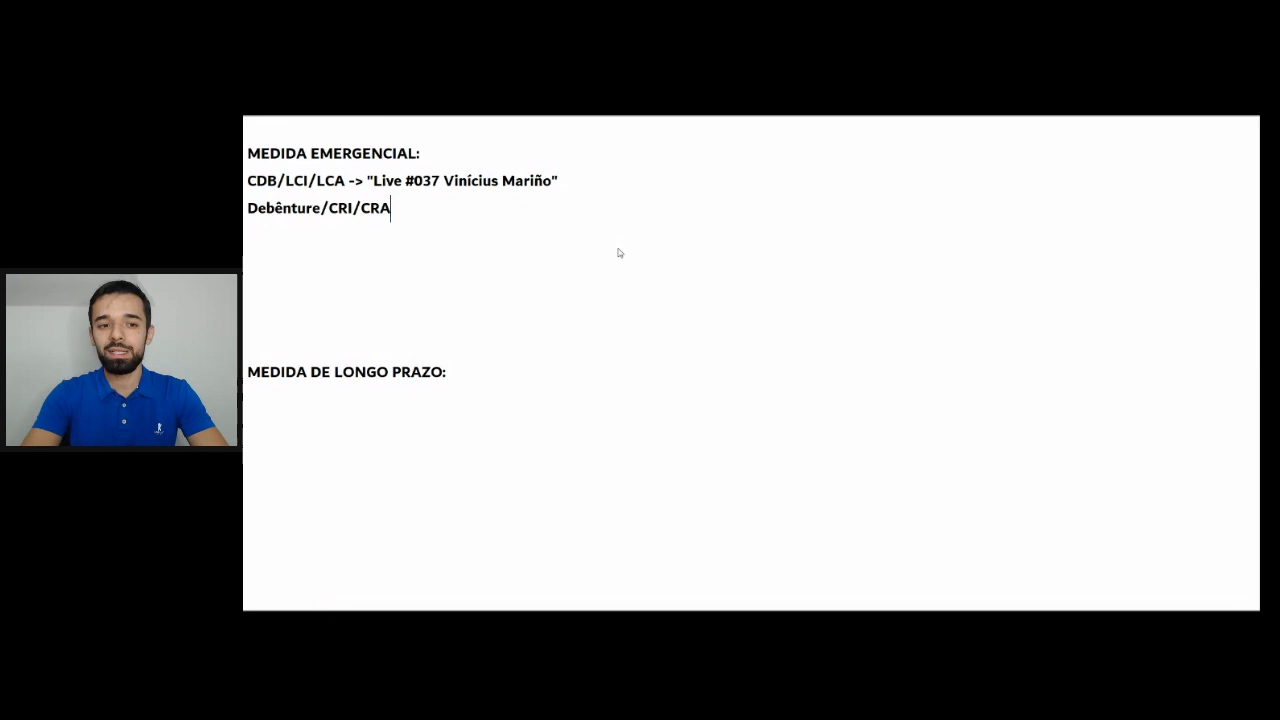 MEDIDA EMERGENCIAL:
CDB/LCI/LCA -> "Live #037 Vinícius Mariño"
Debênture/CRI/CRA
MEDIDA DE LONGO PRAZO: